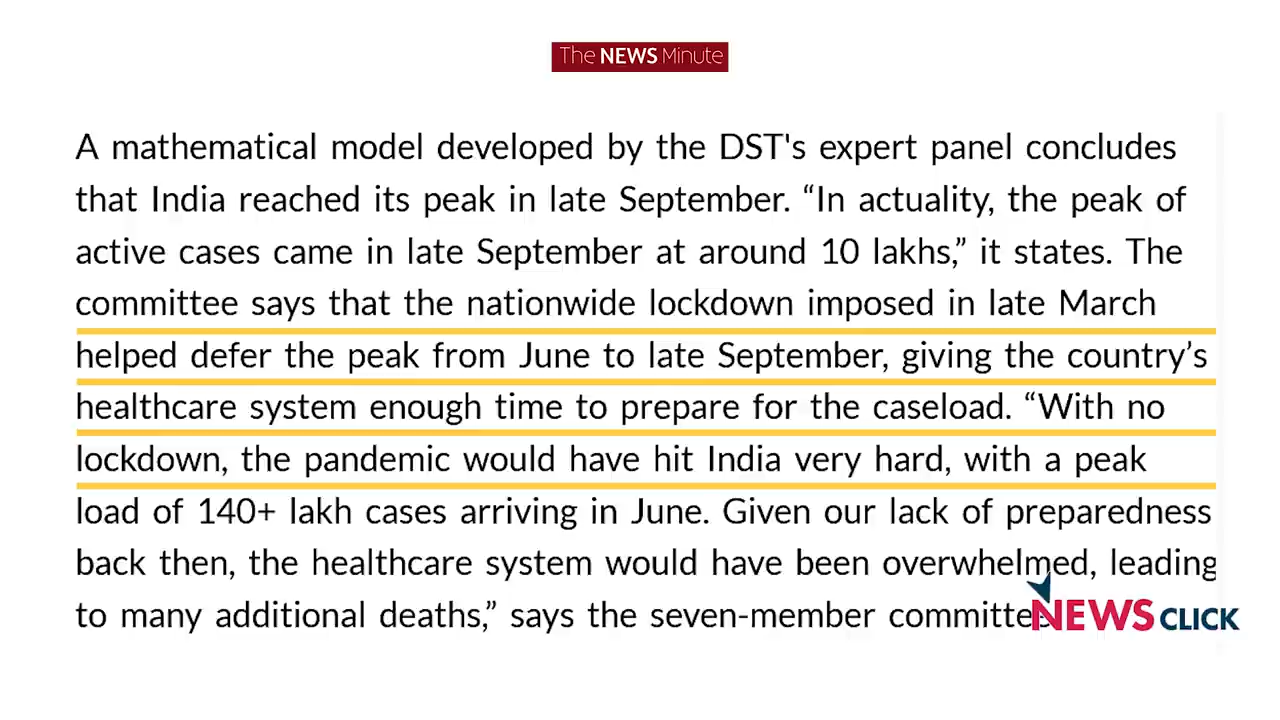 The NEWS Minute
A mathematical model developed by the DST's expert panel concludes
that India reached its peak in late September. “In actuality, the peak of
active cases came in late September at around 10 lakhs,” it states. The
committee says that the nationwide lockdown imposed in late March
helped defer the peak from June to late September, giving the country’s
healthcare system enough time to prepare for the caseload. “With no
lockdown, the pandemic would have hit India very hard, with a peak
load of 140+ lakh cases arriving in June. Given our lack of preparedness
back then, the healthcare system would have been overwhelmed, leading
to many additional deaths,” says the seven-member committee
NEWS CLICK